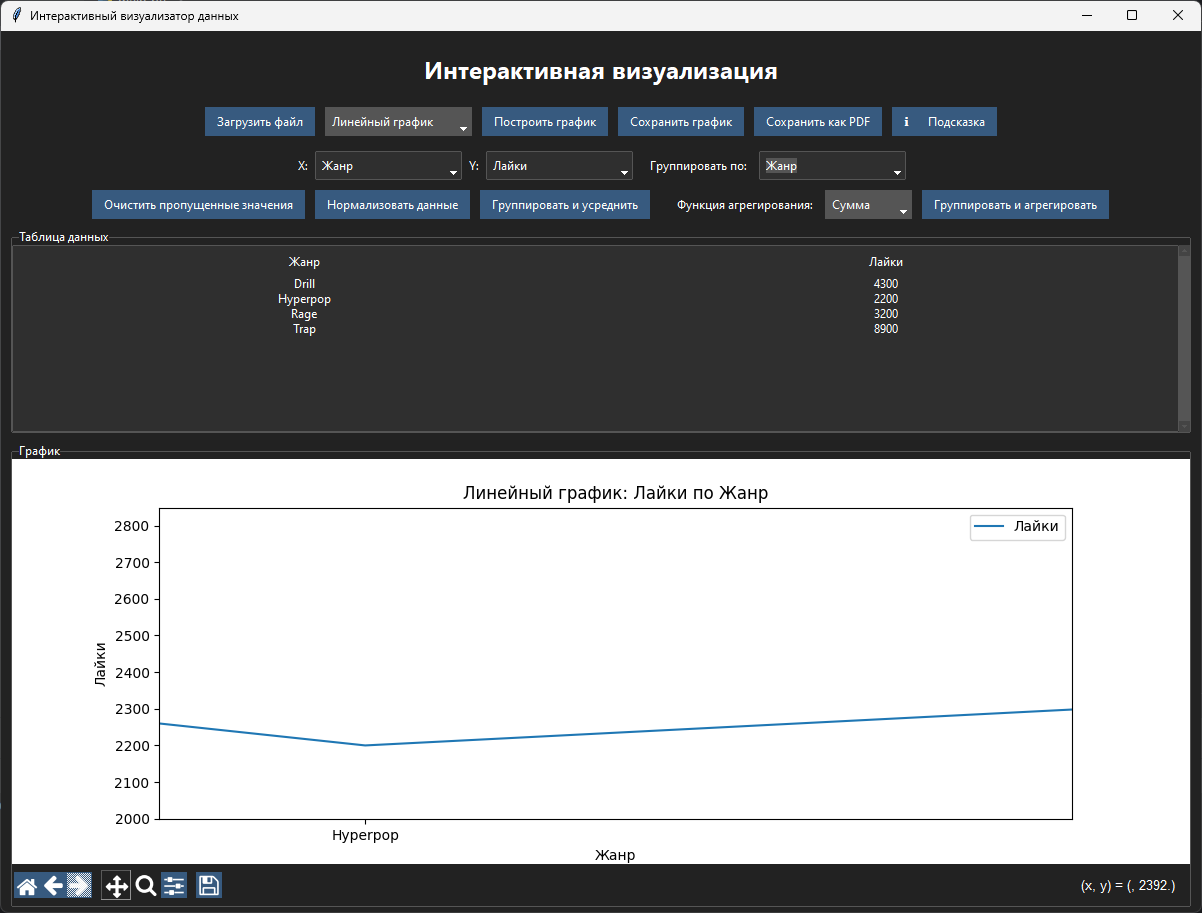 Интерактивный визуализатор данных
Интерактивная визуализация
Загрузить файл Линейный график Построить график Сохранить график Сохранить как PDF i Подсказка
X: Жанр Y: Лайки Группировать по: Жанр
Очистить пропущенные значения Нормализовать данные Группировать и усреднить Функция агрегирования: Сумма Группировать и агрегировать
Таблица данных
Жанр Лайки
Drill 4300
Hyperpop 2200
Rage 3200
Trap 8900
График
Линейный график: Лайки по Жанр
Лайки
2800
2700
2600
2500
2400
2300
2200
2100
2000
Лайки
Hyperpop
Жанр
(x, y) = (, 2392.)